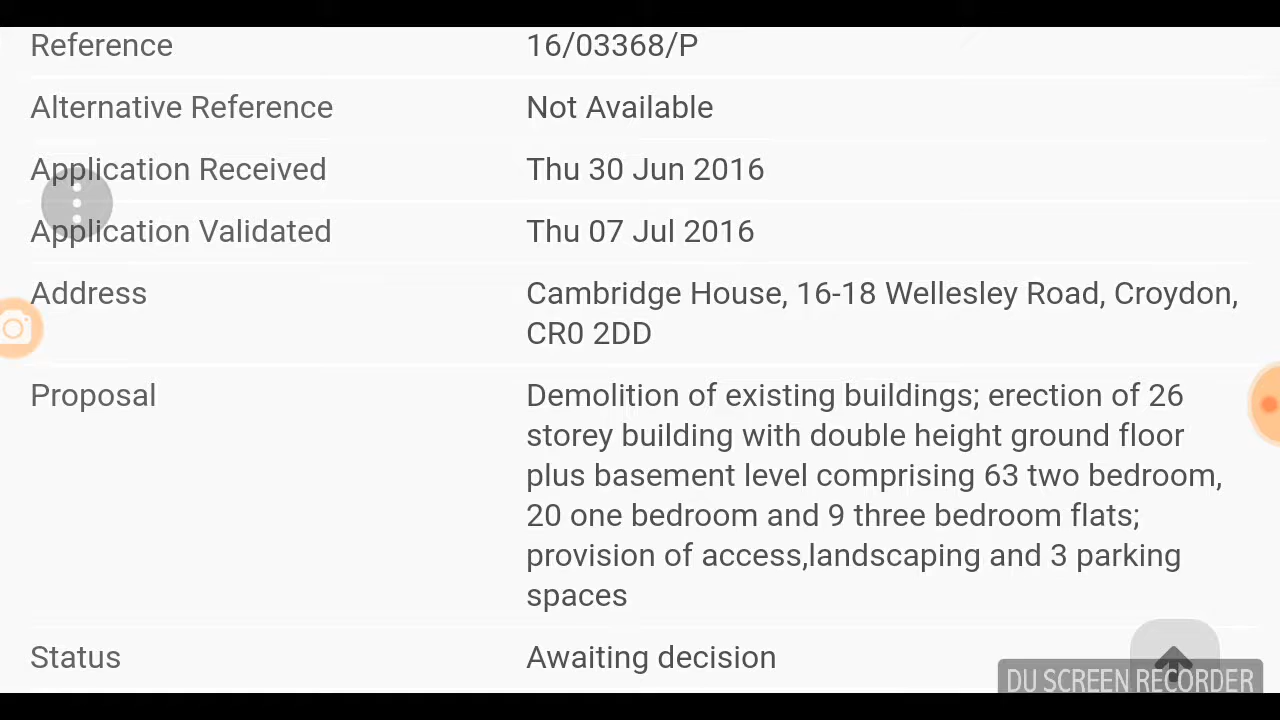 Reference 16/03368/P
Alternative Reference Not Available
Application Received Thu 30 Jun 2016
Application Validated Thu 07 Jul 2016
Address Cambridge House, 16-18 Wellesley Road, Croydon,
CR0 2DD
Proposal Demolition of existing buildings; erection of 26
storey building with double height ground floor
plus basement level comprising 63 two bedroom,
20 one bedroom and 9 three bedroom flats;
provision of access,landscaping and 3 parking
spaces
Status Awaiting decision
DU SCREEN RECORDER